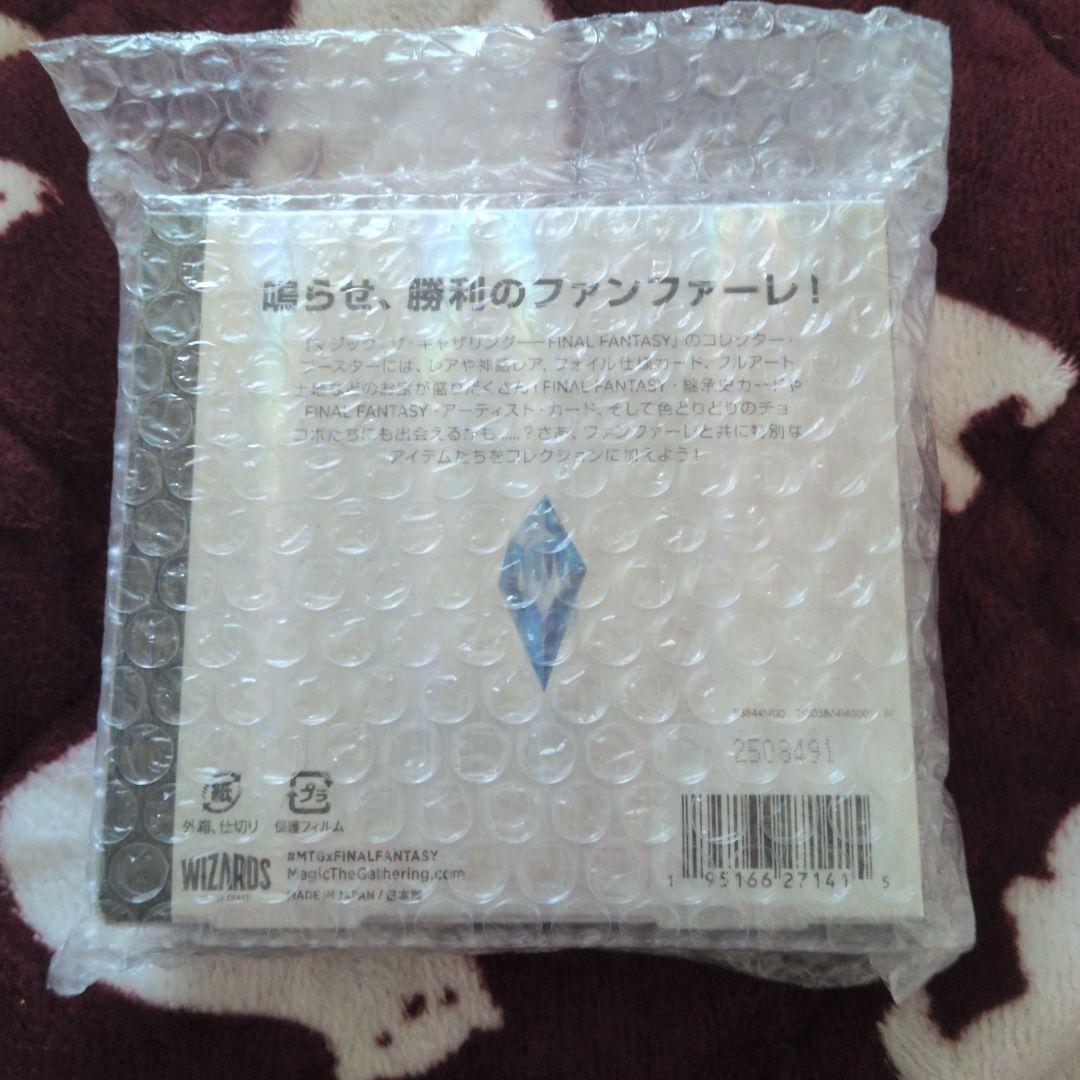 鳴らせ、勝利のファンファーレ!
『マジック:ザ・ギャザリング——FINAL FANTASY』のコレクター・
ブースターには、レアや神話レア、フォイル仕様カード、フルアート
土地などのお宝が盛りだくさん!FINAL FANTASY・継承史カードや
FINAL FANTASY・アーティスト・カード、そして色とりどりのチョ
コボたちにも出会えるかも……?さあ、ファンファーレと共に特別な
アイテムたちをコレクションに加えよう!
2508491
紙
プラ
外箱、仕切り
保護フィルム
WIZARDS
#MTGxFINALFANTASY
MagicTheGathering.com
MADE IN JAPAN / 日本製
1 95166 27141 5